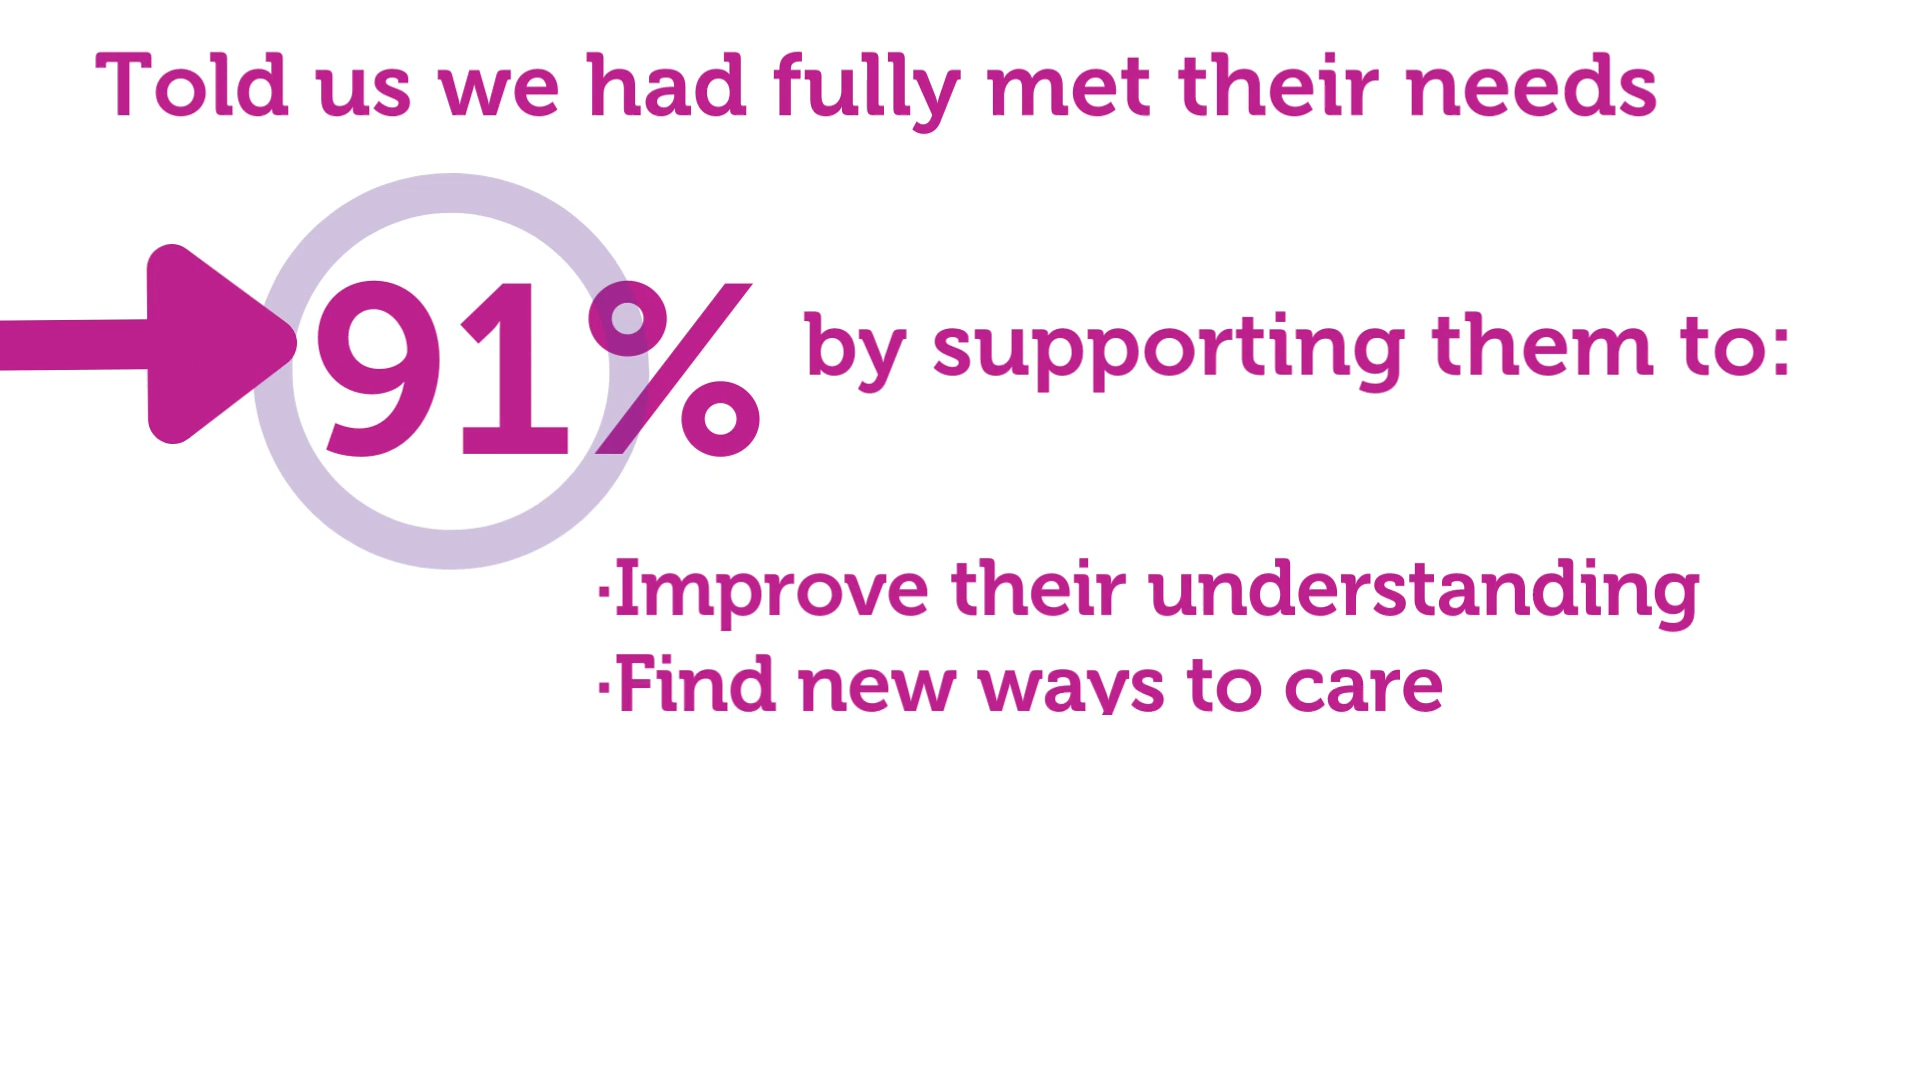 Told us we had fully met their needs
91% by supporting them to:
·Improve their understanding
·Find new ways to care